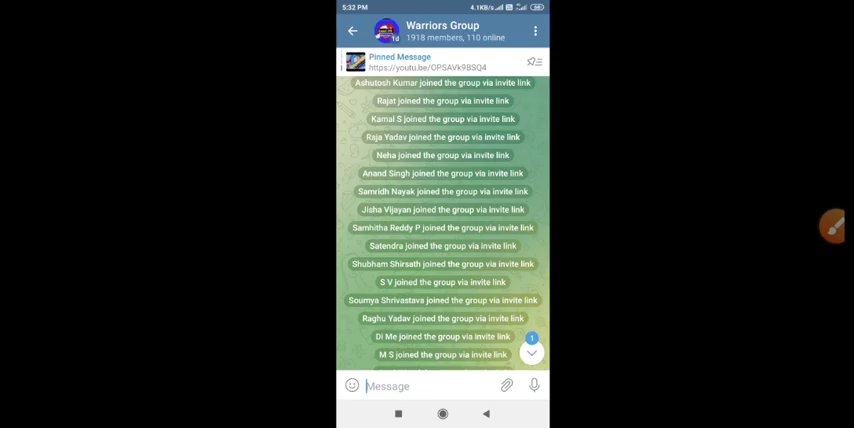 5:32 PM
4.1KB/s
64
Warriors Group
1918 members, 110 online
1d
Pinned Message
https://youtu.be/OPSAVk9BSQ4
Ashutosh Kumar joined the group via invite link
Rajat joined the group via invite link
Kamal S joined the group via invite link
Raja Yadav joined the group via invite link
Neha joined the group via invite link
Anand Singh joined the group via invite link
Samridh Nayak joined the group via invite link
Jisha Vijayan joined the group via invite link
Samhitha Reddy P joined the group via invite link
Satendra joined the group via invite link
Shubham Shirsath joined the group via invite link
S V joined the group via invite link
Soumya Shrivastava joined the group via invite link
Raghu Yadav joined the group via invite link
Di Me joined the group via invite link
1
M S joined the group via invite link
Message